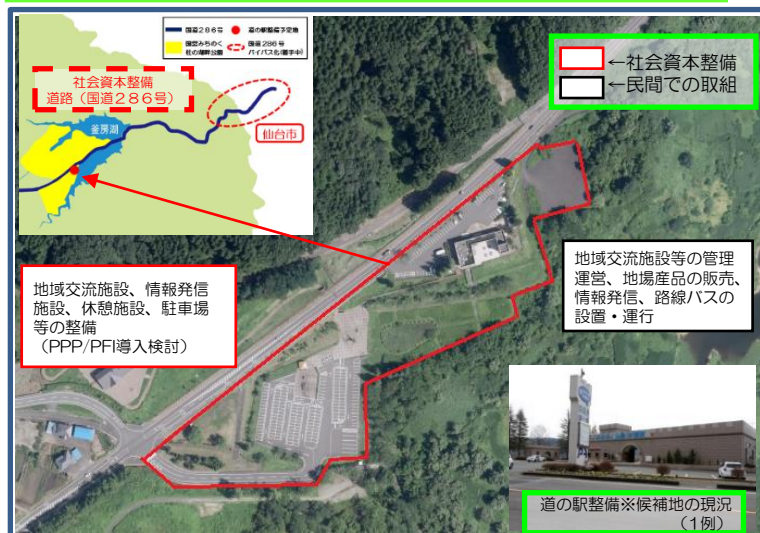 国道286号
道の駅整備予定地
国営みちのく
杜の湖畔公園
国道286号
バイパス化(着手中)
社会資本整備
道路(国道286号)
釜房湖
仙台市
←社会資本整備
←民間での取組
地域交流施設、情報発信
施設、休憩施設、駐車場
等の整備
(PPP/PFI導入検討)
地域交流施設等の管理
運営、地場産品の販売、
情報発信、路線バスの
設置・運行
道の駅整備※候補地の現況
(1例)